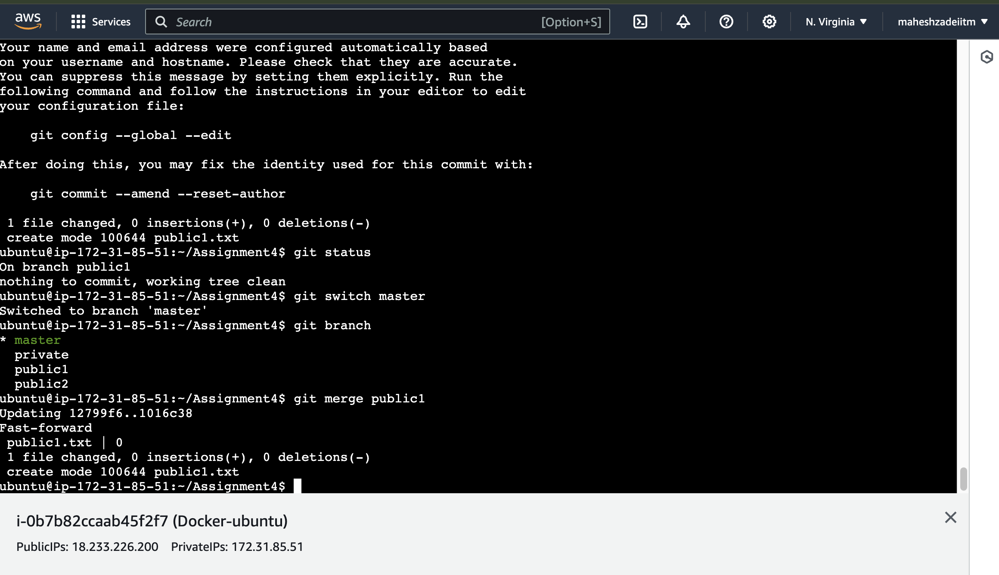 aws Services Search [Option+S] N. Virginia maheshzadeiitm
Your name and email address were configured automatically based
on your username and hostname. Please check that they are accurate.
You can suppress this message by setting them explicitly. Run the
following command and follow the instructions in your editor to edit
your configuration file:
git config --global --edit
After doing this, you may fix the identity used for this commit with:
git commit --amend --reset-author
1 file changed, 0 insertions(+), 0 deletions(-)
create mode 100644 public1.txt
ubuntu@ip-172-31-85-51:~/Assignment4$ git status
On branch public1
nothing to commit, working tree clean
ubuntu@ip-172-31-85-51:~/Assignment4$ git switch master
Switched to branch 'master'
ubuntu@ip-172-31-85-51:~/Assignment4$ git branch
* master
private
public1
public2
ubuntu@ip-172-31-85-51:~/Assignment4$ git merge public1
Updating 12799f6..1016c38
Fast-forward
public1.txt | 0
1 file changed, 0 insertions(+), 0 deletions(-)
create mode 100644 public1.txt
ubuntu@ip-172-31-85-51:~/Assignment4$
i-0b7b82ccaab45f2f7 (Docker-ubuntu)
PublicIPs: 18.233.226.200 PrivateIPs: 172.31.85.51